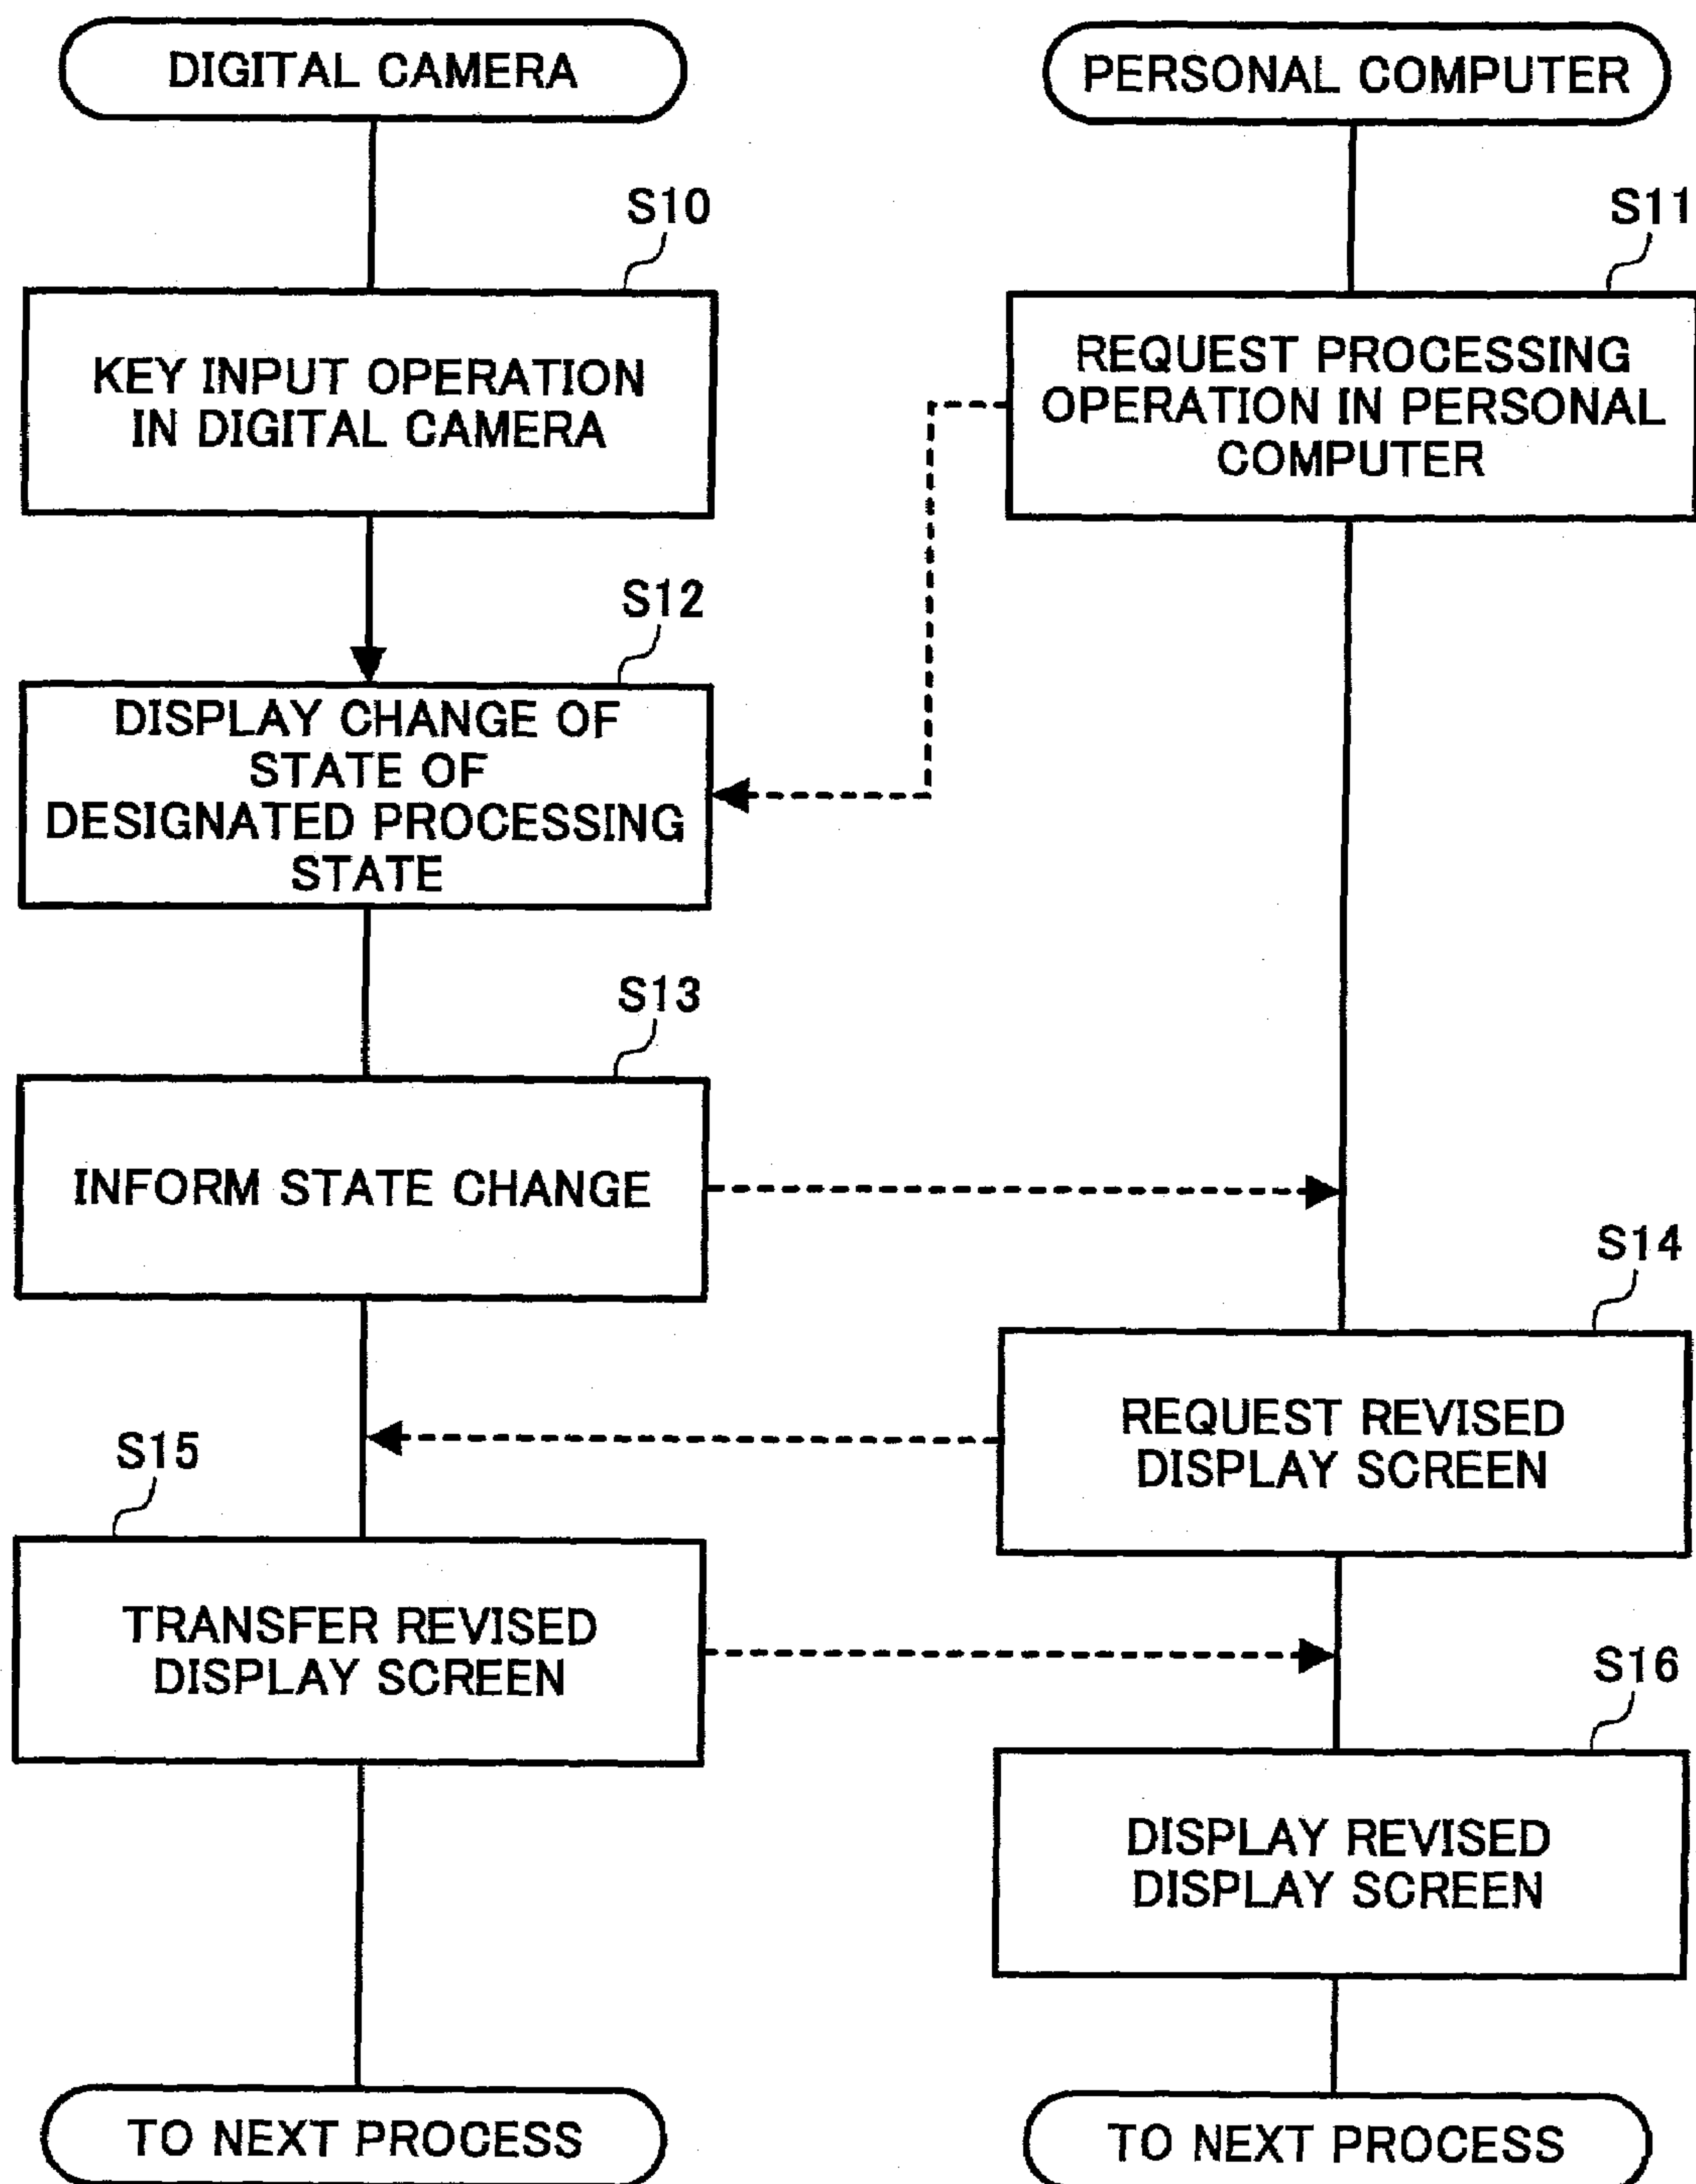 DIGITAL CAMERA
PERSONAL COMPUTER
S10
S11
KEY INPUT OPERATION
IN DIGITAL CAMERA
REQUEST PROCESSING
OPERATION IN PERSONAL
COMPUTER
S12
DISPLAY CHANGE OF
STATE OF
DESIGNATED PROCESSING
STATE
S13
INFORM STATE CHANGE
S14
REQUEST REVISED
DISPLAY SCREEN
S15
TRANSFER REVISED
DISPLAY SCREEN
S16
DISPLAY REVISED
DISPLAY SCREEN
TO NEXT PROCESS
TO NEXT PROCESS